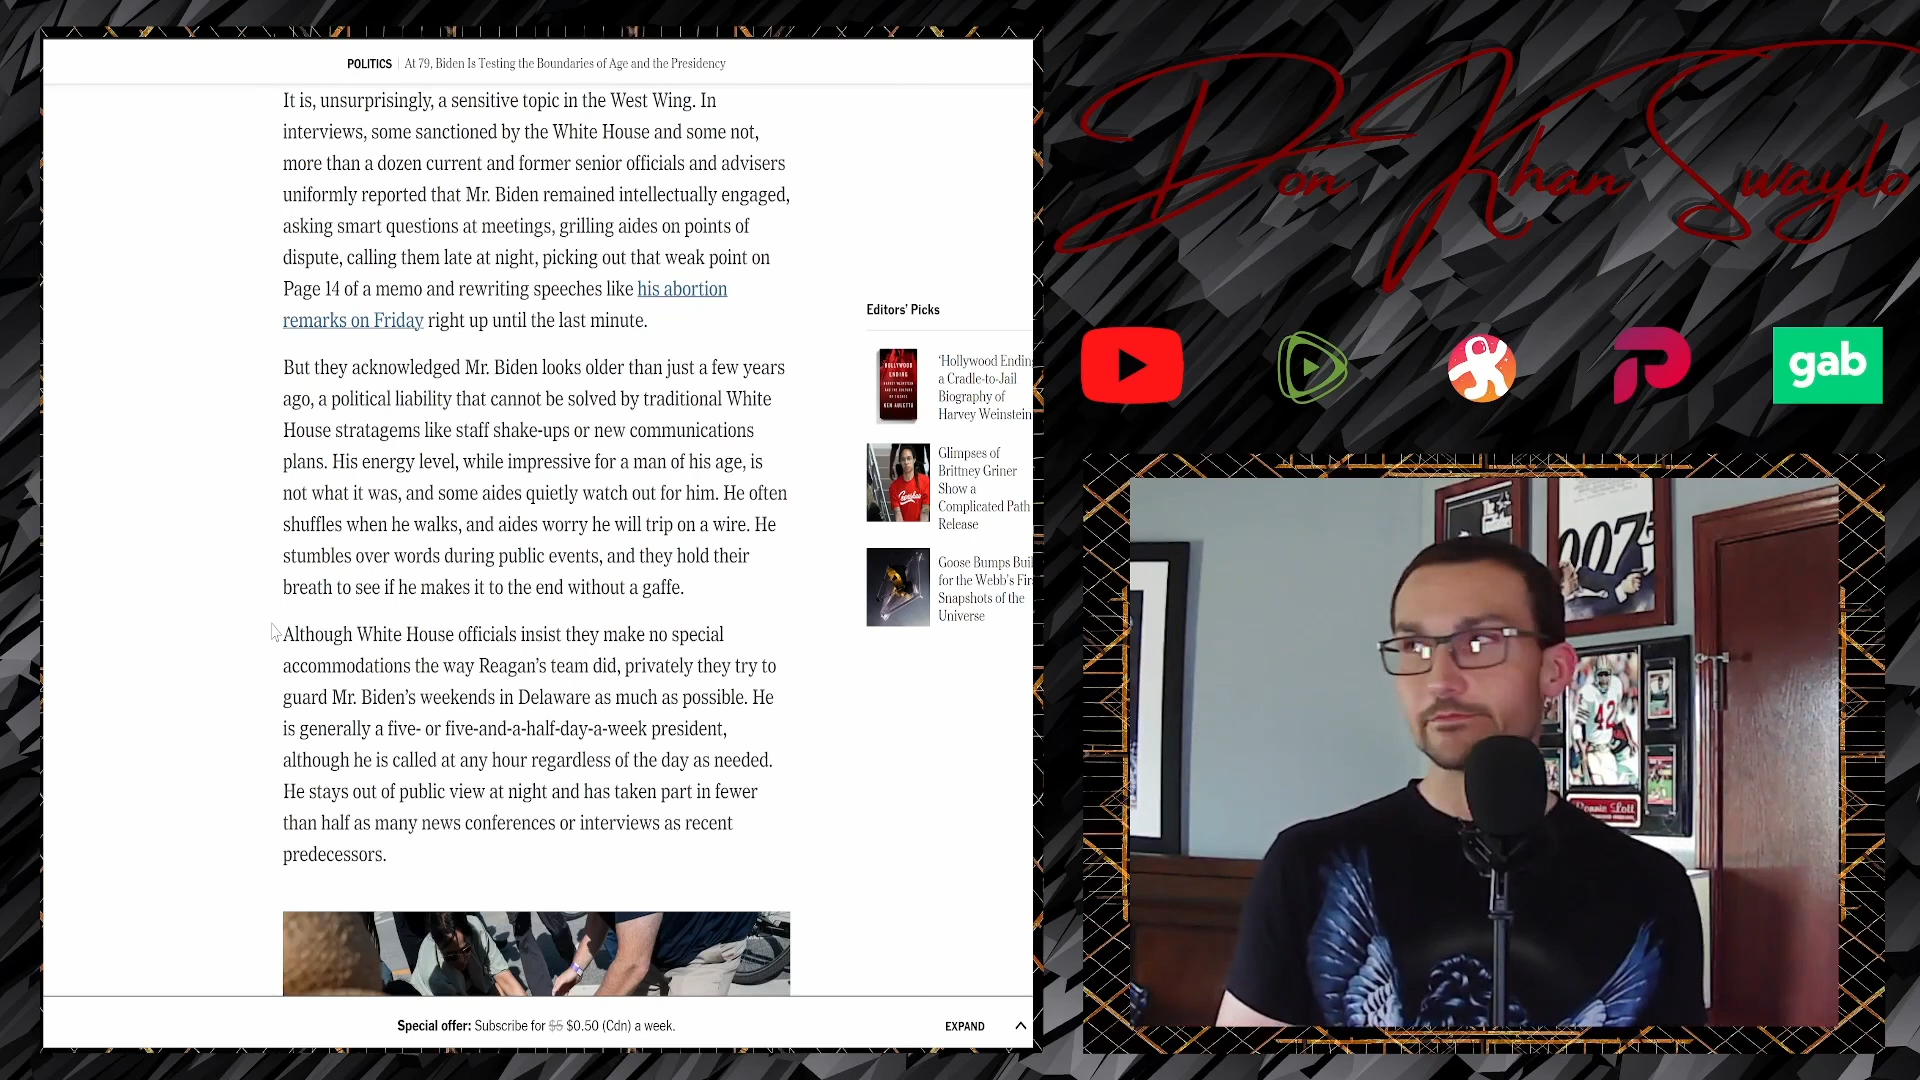 POLITICS | At 79, Biden Is Testing the Boundaries of Age and the Presidency
It is, unsurprisingly, a sensitive topic in the West Wing. In
interviews, some sanctioned by the White House and some not,
more than a dozen current and former senior officials and advisers
uniformly reported that Mr. Biden remained intellectually engaged,
asking smart questions at meetings, grilling aides on points of
dispute, calling them late at night, picking out that weak point on
Page 14 of a memo and rewriting speeches like his abortion
remarks on Friday right up until the last minute.
But they acknowledged Mr. Biden looks older than just a few years
ago, a political liability that cannot be solved by traditional White
House stratagems like staff shake-ups or new communications
plans. His energy level, while impressive for a man of his age, is
not what it was, and some aides quietly watch out for him. He often
shuffles when he walks, and aides worry he will trip on a wire. He
stumbles over words during public events, and they hold their
breath to see if he makes it to the end without a gaffe.
Although White House officials insist they make no special
accommodations the way Reagan’s team did, privately they try to
guard Mr. Biden’s weekends in Delaware as much as possible. He
is generally a five- or five-and-a-half-day-a-week president,
although he is called at any hour regardless of the day as needed.
He stays out of public view at night and has taken part in fewer
than half as many news conferences or interviews as recent
predecessors.
Editors’ Picks
HOLLYWOOD
ENDING
KEN AULETTA
‘Hollywood Ending
a Cradle-to-Jail
Biography of
Harvey Weinstein
Glimpses of
Brittney Griner
Show a
Complicated Path
Release
Goose Bumps Buil
for the Webb’s Fir
Snapshots of the
Universe
Special offer: Subscribe for $5 $0.50 (Cdn) a week.
EXPAND
Don Khan Swaylo
gab
007
42
Ronnie Lott